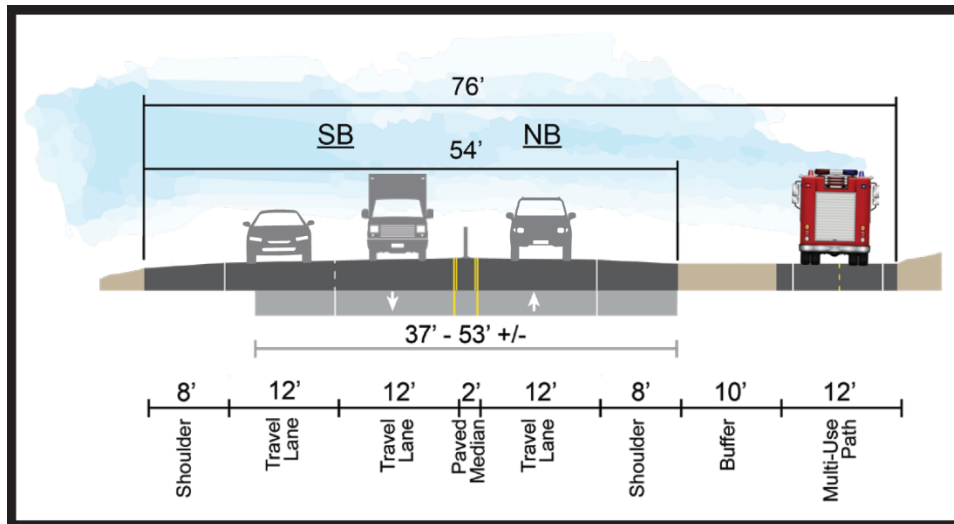 76'
SB
NB
54'
37' - 53' +/-
8'
12'
12'
2'
12'
8'
10'
12'
Shoulder
Travel
Lane
Travel
Lane
Paved
Median
Travel
Lane
Shoulder
Buffer
Multi-Use
Path